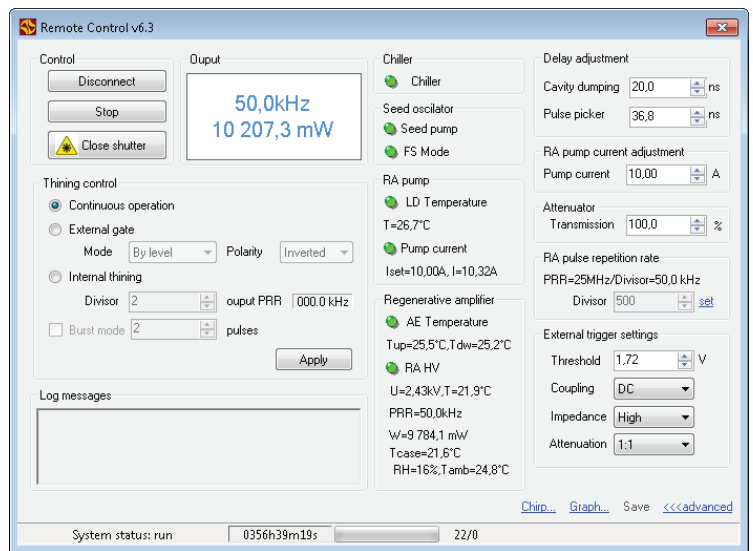 Remote Control v6.3
Control
Disconnect
Stop
Close shutter
Ouput
50,0kHz
10 207,3 mW
Thining control
Continuous operation
External gate
Mode By level Polarity Inverted
Internal thining
Divisor 2 ouput PRR 000.0 kHz
Burst mode 2 pulses
Apply
Log messages
Chiller
Chiller
Seed oscilator
Seed pump
FS Mode
RA pump
LD Temperature
T=26,7°C
Pump current
Iset=10,00A, I=10,32A
Regenerative amplifier
AE Temperature
Tup=25,5°C,Tdw=25,2°C
RA HV
U=2,43kV,T=21,9°C
PRR=50,0kHz
W=9 784,1 mW
Tcase=21,6°C
RH=16%,Tamb=24,8°C
Delay adjustment
Cavity dumping 20,0 ns
Pulse picker 36,8 ns
RA pump current adjustment
Pump current 10,00 A
Attenuator
Transmission 100,0 %
RA pulse repetition rate
PRR=25MHz/Divisor=50,0 kHz
Divisor 500 set
External trigger settings
Threshold 1,72 V
Coupling DC
Impedance High
Attenuation 1:1
Chirp... Graph... Save <<<advanced
System status: run 0356h39m19s 22/0